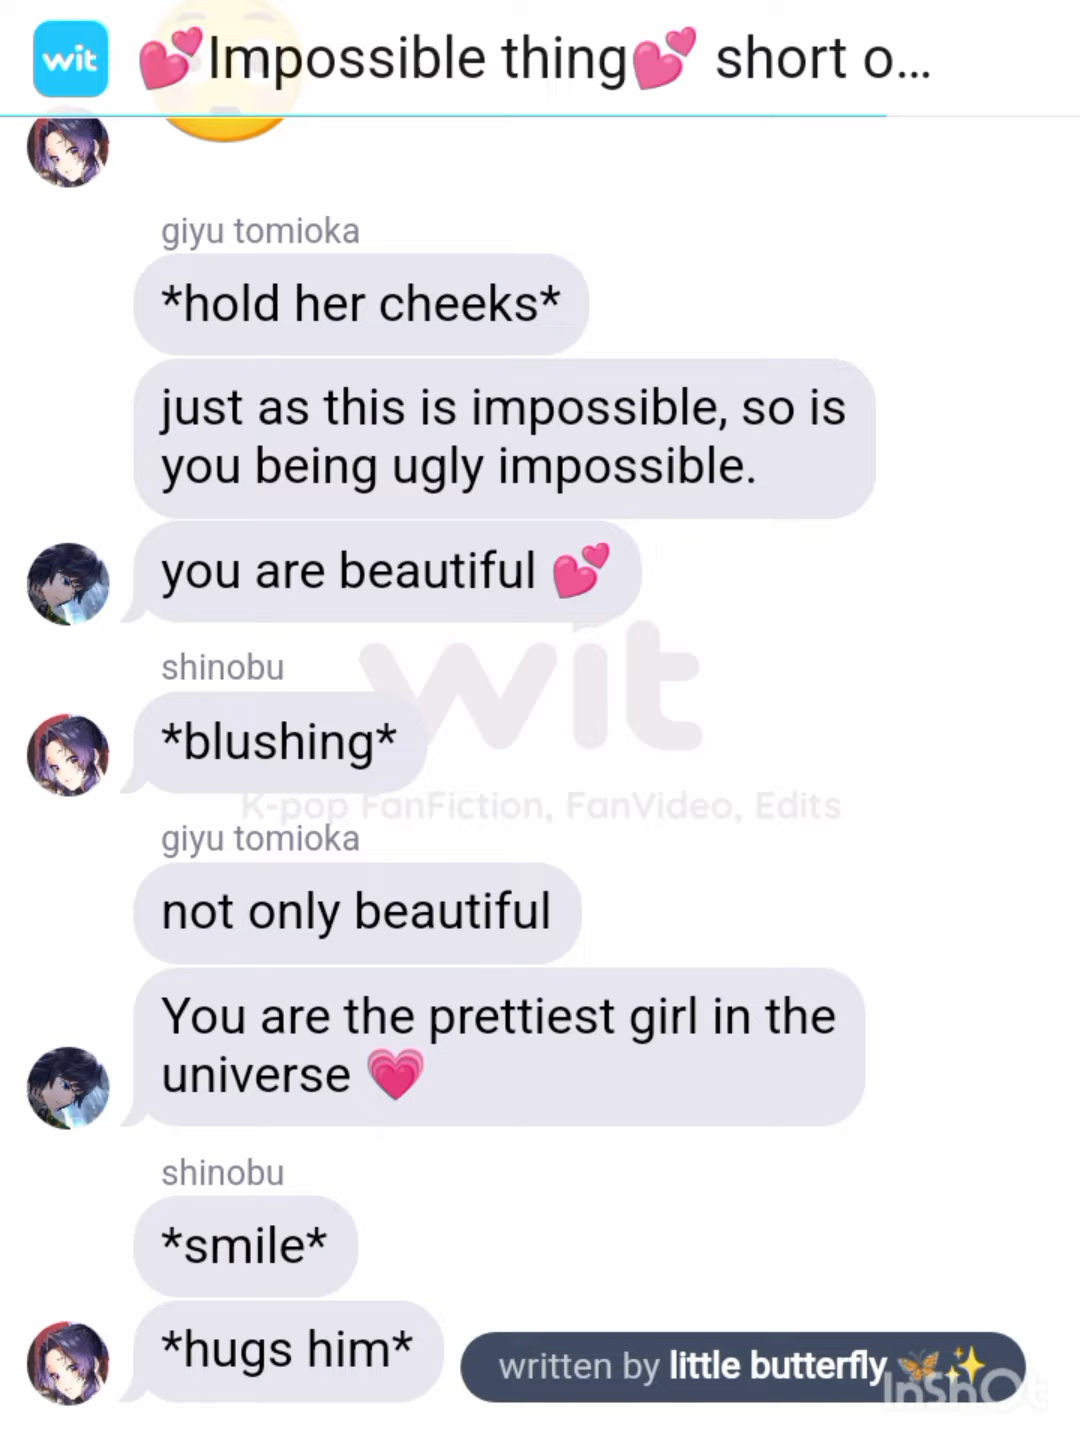 wit
💕Impossible thing💕 short o...
giyu tomioka
*hold her cheeks*
just as this is impossible, so is
you being ugly impossible.
you are beautiful 💕
shinobu
*blushing*
wit
K-pop FanFiction, FanVideo, Edits
giyu tomioka
not only beautiful
You are the prettiest girl in the
universe 💗
shinobu
*smile*
*hugs him*
written by little butterfly 🦋✨
InShOt